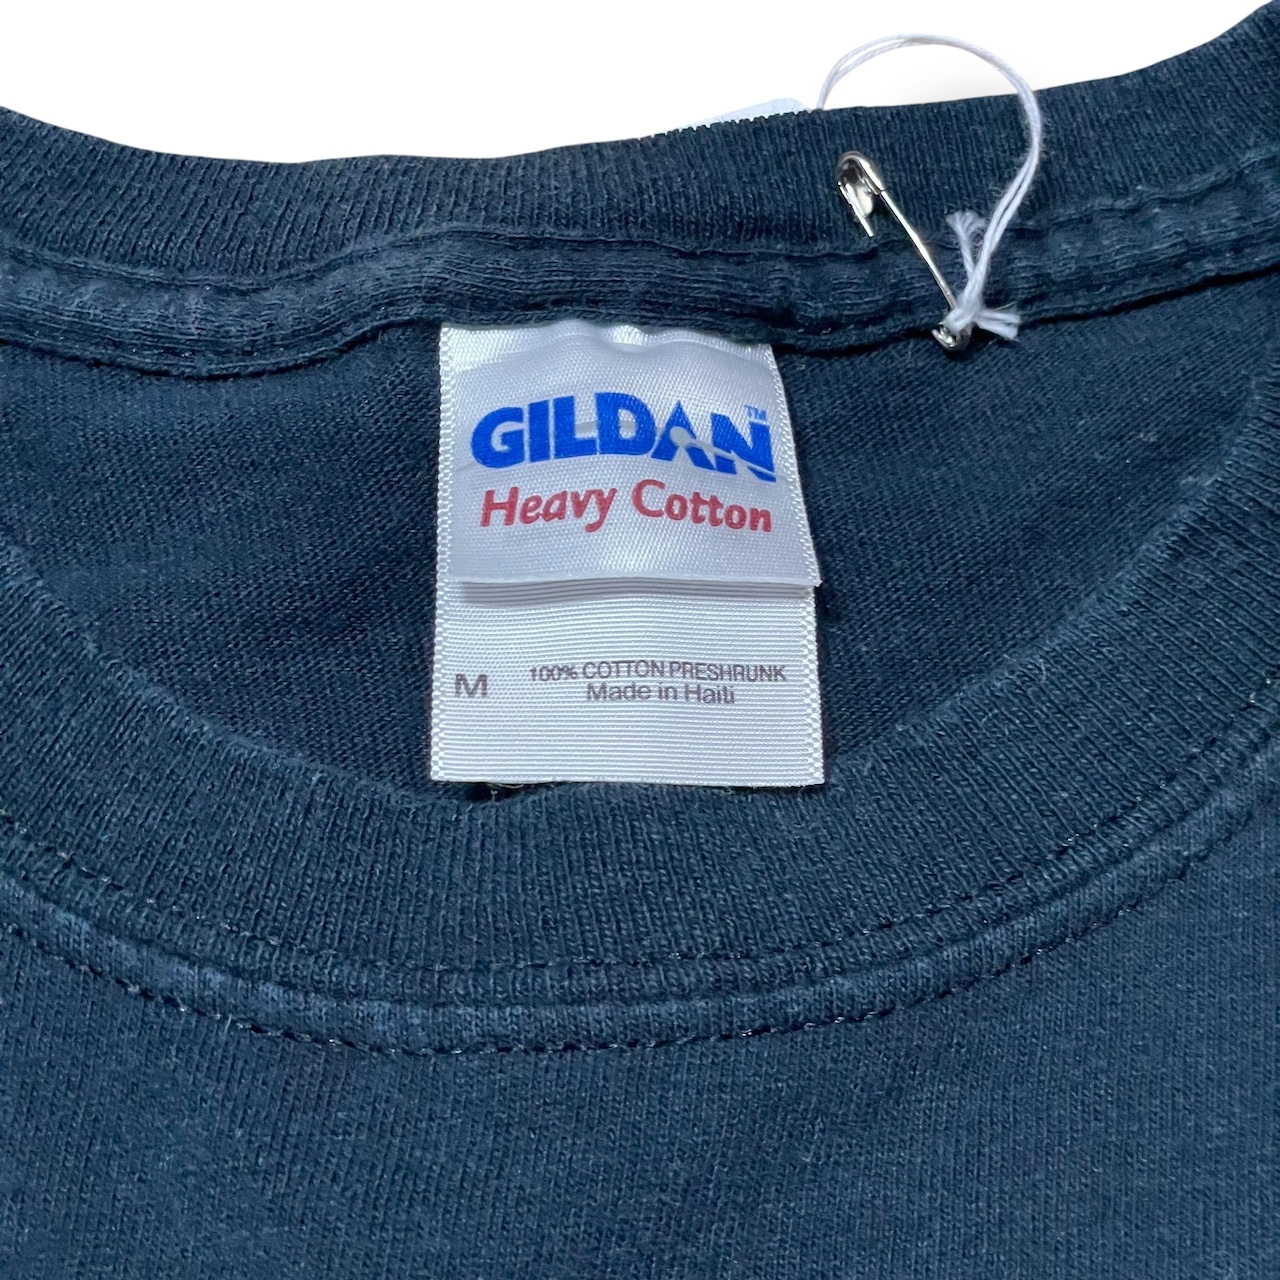 GILDAN™
Heavy Cotton
M 100% COTTON PRESHRUNK
Made in Haiti